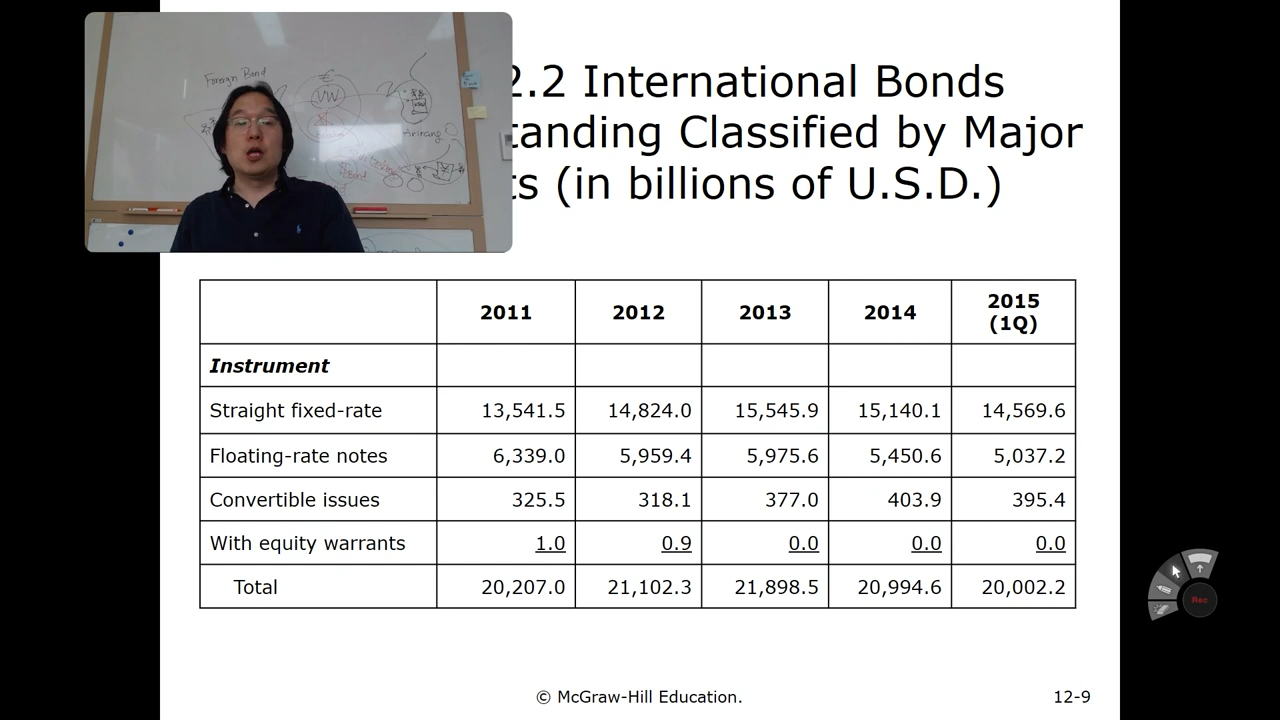 Foreign Bond
€
VW
Arirang
Bond
2.2 International Bonds
tanding Classified by Major
ts (in billions of U.S.D.)
2011 2012 2013 2014 2015
(1Q)
Instrument
Straight fixed-rate 13,541.5 14,824.0 15,545.9 15,140.1 14,569.6
Floating-rate notes 6,339.0 5,959.4 5,975.6 5,450.6 5,037.2
Convertible issues 325.5 318.1 377.0 403.9 395.4
With equity warrants 1.0 0.9 0.0 0.0 0.0
Total 20,207.0 21,102.3 21,898.5 20,994.6 20,002.2
Rec
© McGraw-Hill Education. 12-9